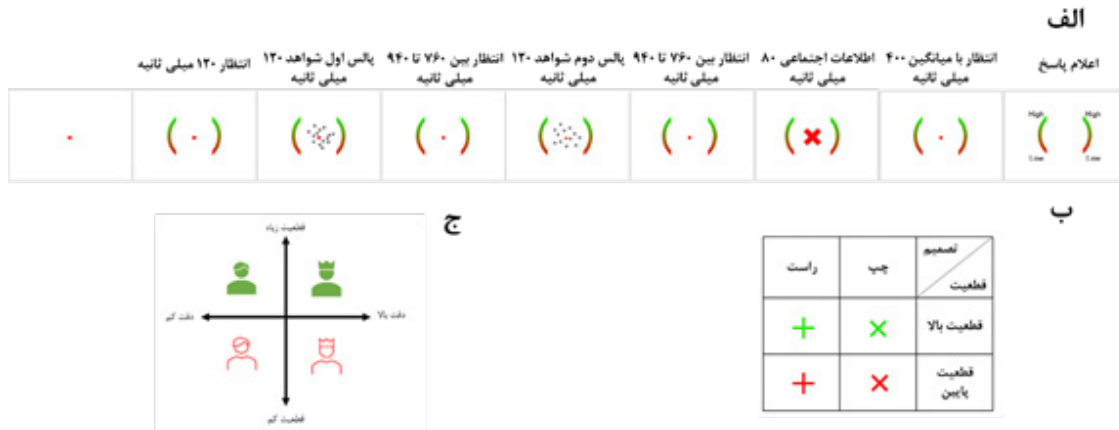 الف
اعلام پاسخ
انتظار با میانگین ۴۰۰
میلی ثانیه
اطلاعات اجتماعی ۸۰
میلی ثانیه
انتظار بین ۷۶۰ تا ۹۴۰
میلی ثانیه
پالس دوم شواهد ۱۲۰
میلی ثانیه
انتظار بین ۷۶۰ تا ۹۴۰
میلی ثانیه
پالس اول شواهد ۱۲۰
میلی ثانیه
انتظار ۱۲۰ میلی ثانیه
High
High
Low
Low
ب
تصمیم
قطعیت
چپ
راست
قطعیت بالا
قطعیت
پایین
ج
قطعیت زیاد
دقت بالا
دقت کم
قطعیت کم